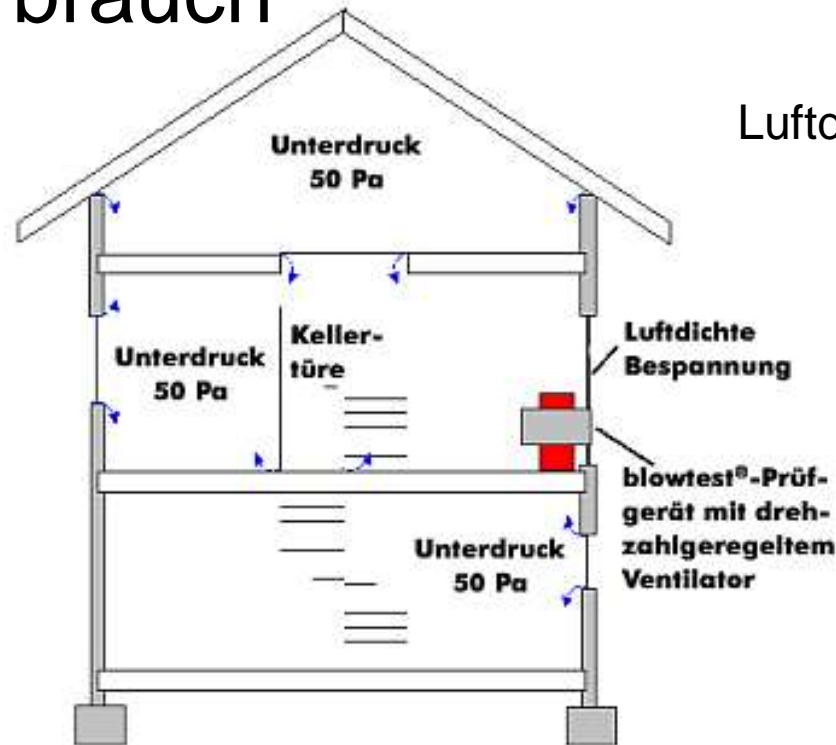 brauch
Luftd
Unterdruck
50 Pa
Keller-
türe
Unterdruck
50 Pa
Luftdichte
Bespannung
blowtest®-Prüf-
gerät mit dreh-
zahlgeregeltem
Ventilator
Unterdruck
50 Pa